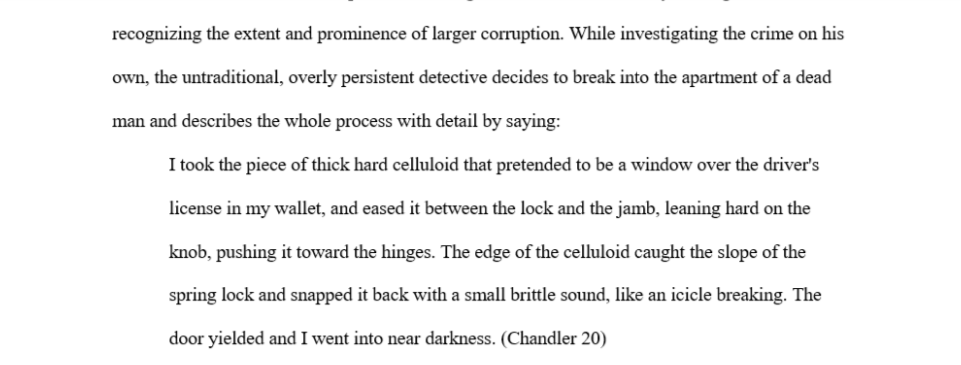 recognizing the extent and prominence of larger corruption. While investigating the crime on his
own, the untraditional, overly persistent detective decides to break into the apartment of a dead
man and describes the whole process with detail by saying:
I took the piece of thick hard celluloid that pretended to be a window over the driver's
license in my wallet, and eased it between the lock and the jamb, leaning hard on the
knob, pushing it toward the hinges. The edge of the celluloid caught the slope of the
spring lock and snapped it back with a small brittle sound, like an icicle breaking. The
door yielded and I went into near darkness. (Chandler 20)